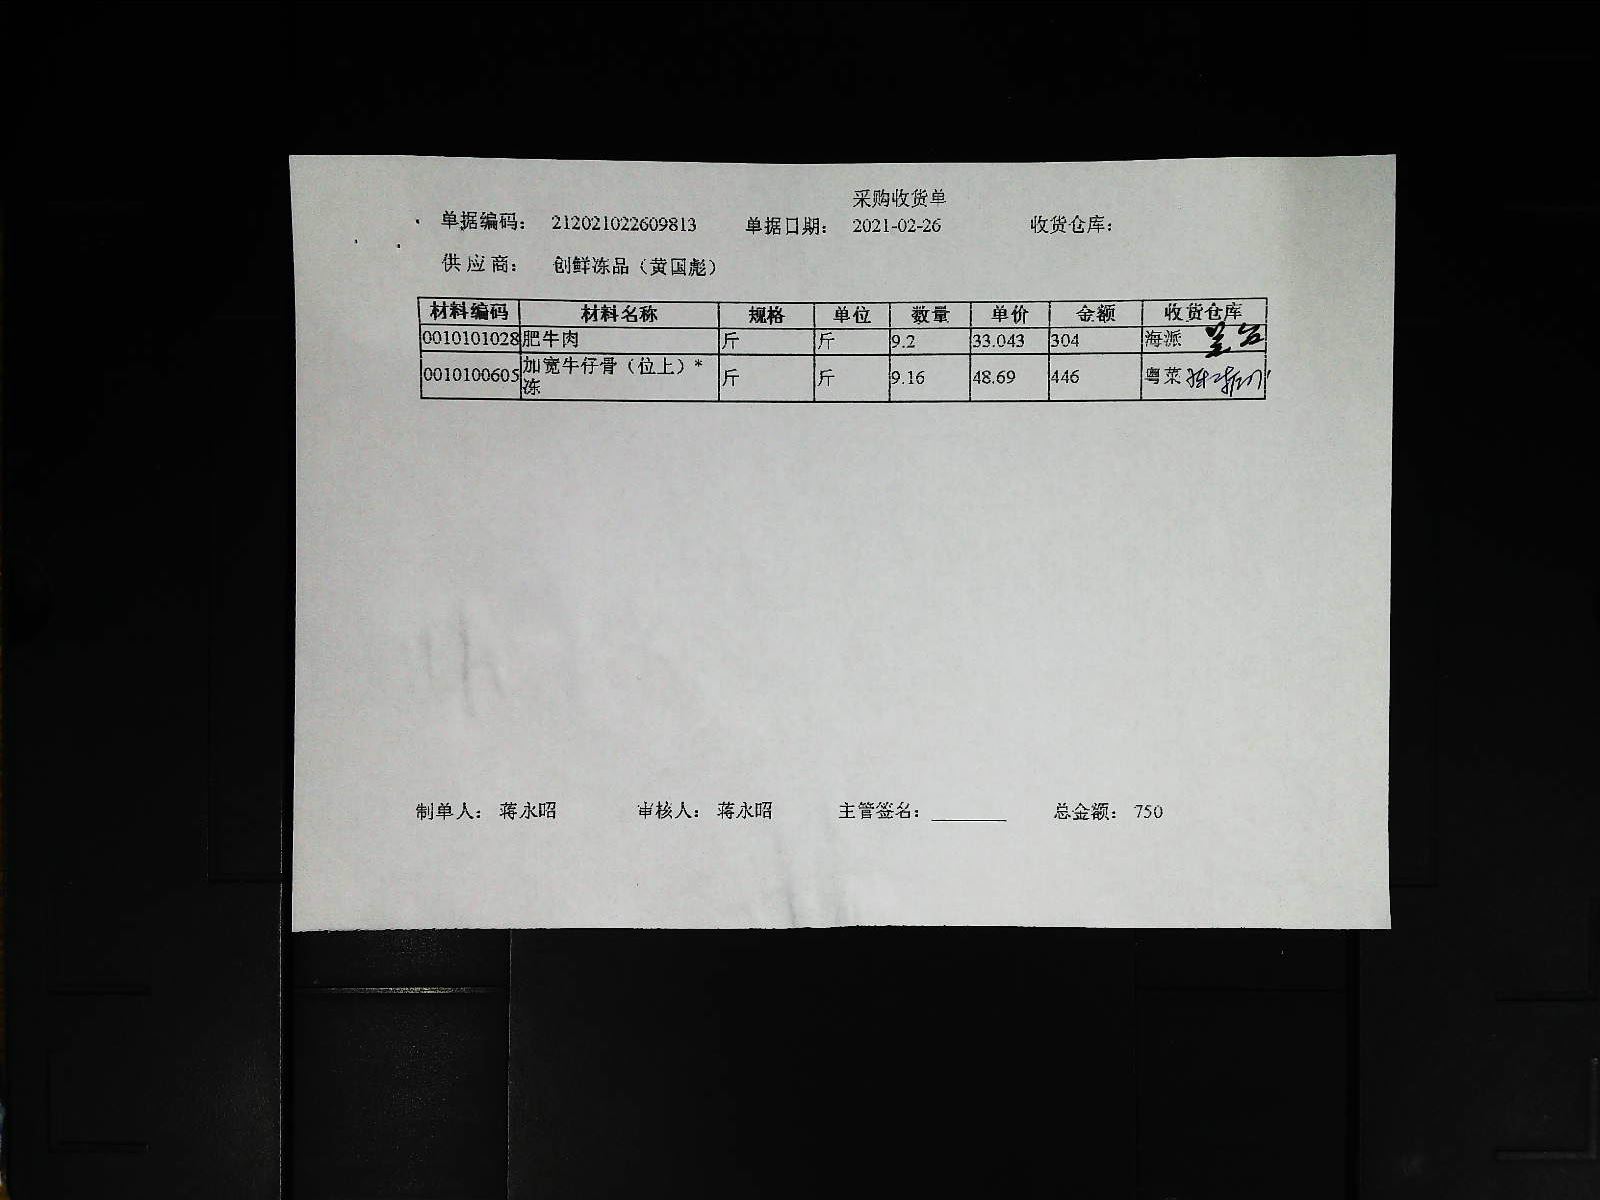 采购收货单
单据编码： 212021022609813 单据日期： 2021-02-26 收货仓库：
供应商： 创鲜冻品（黄国彪）
材料编码 材料名称 规格 单位 数量 单价 金额 收货仓库
0010101028 肥牛肉 斤 斤 9.2 33.043 304 海派
0010100605 加宽牛仔骨（位上）* 斤 斤 9.16 48.69 446 粤菜
冻
制单人： 蒋永昭 审核人： 蒋永昭 主管签名： 总金额： 750